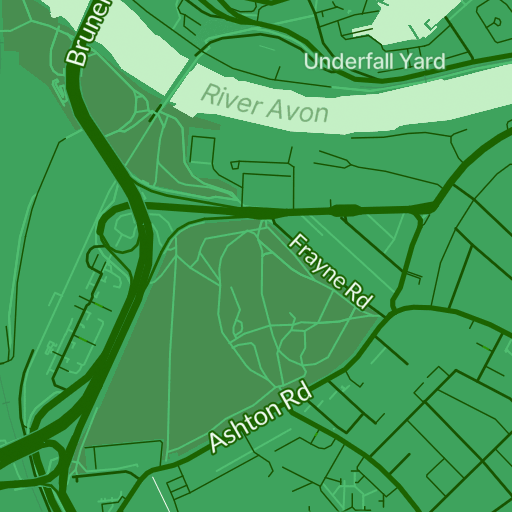 Brunel
Underfall Yard
River Avon
Frayne Rd
Ashton Rd